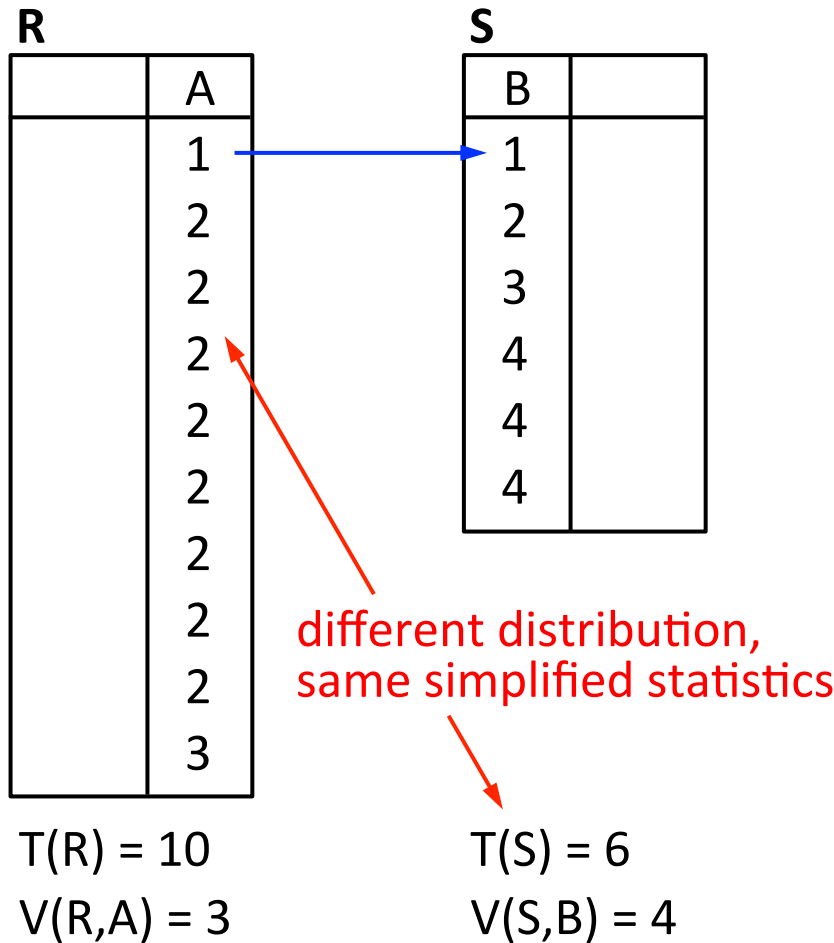 R S
A B
1 1
2 2
2 3
2 4
2 4
2 4
2
2
2
3
different distribution,
same simplified statistics
T(R) = 10 T(S) = 6
V(R,A) = 3 V(S,B) = 4